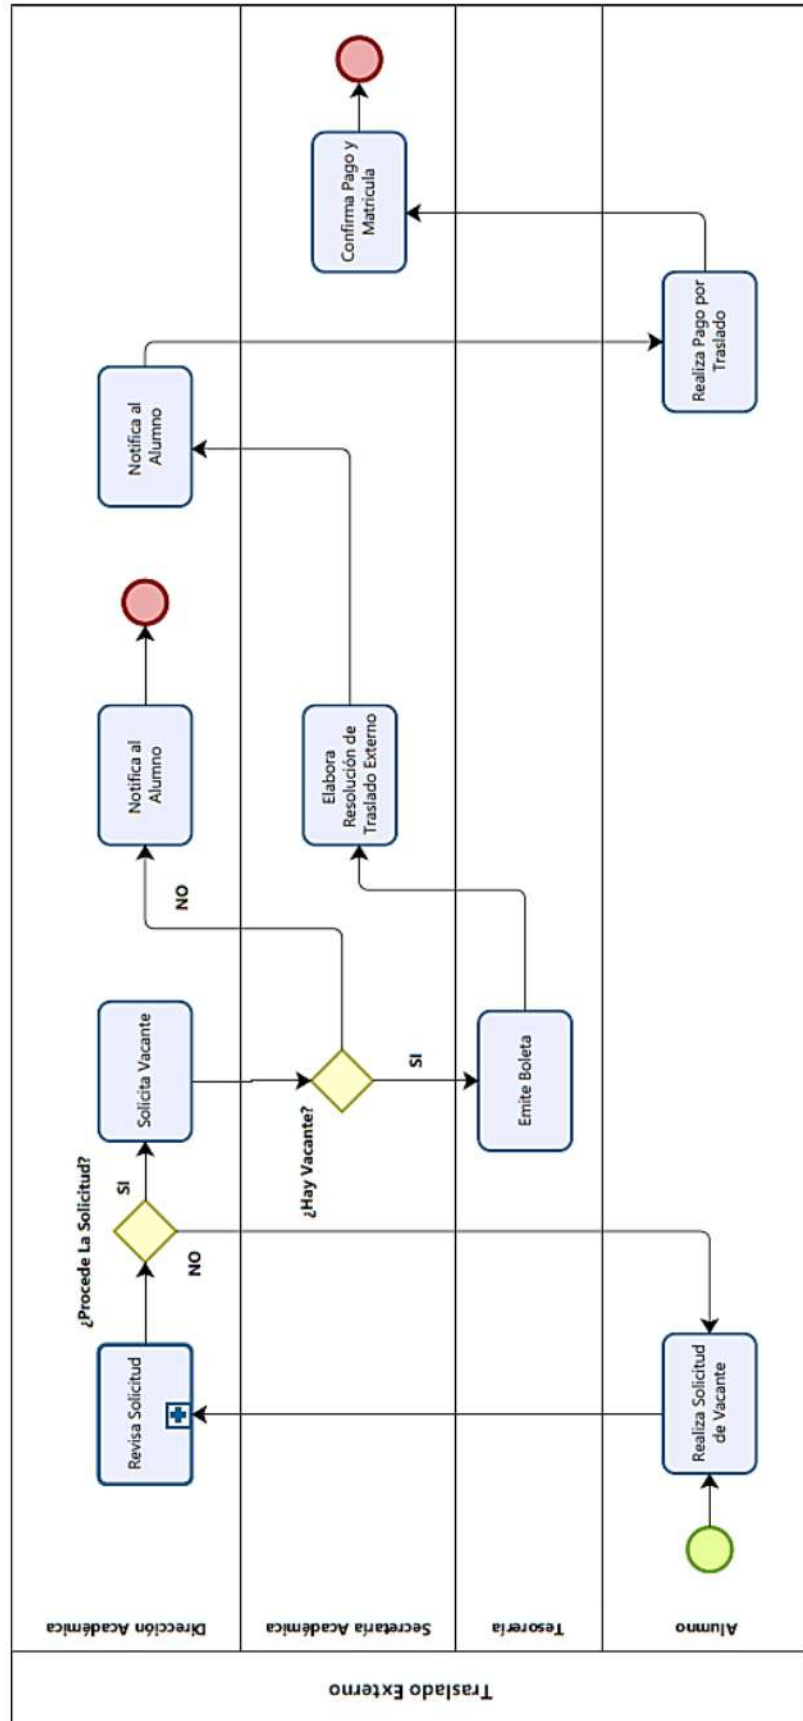 Traslado Externo
Dirección Académica
Revisa Solicitud
¿Procede La Solicitud?
SI
NO
Solicita Vacante
NO
Notifica al
Alumno
Notifica al
Alumno
Secretaría Académica
¿Hay Vacante?
SI
Elabora
Resolución de
Traslado Externo
Confirma Pago y
Matricula
Tesorería
Emite Boleta
Alumno
Realiza Solicitud
de Vacante
Realiza Pago por
Traslado